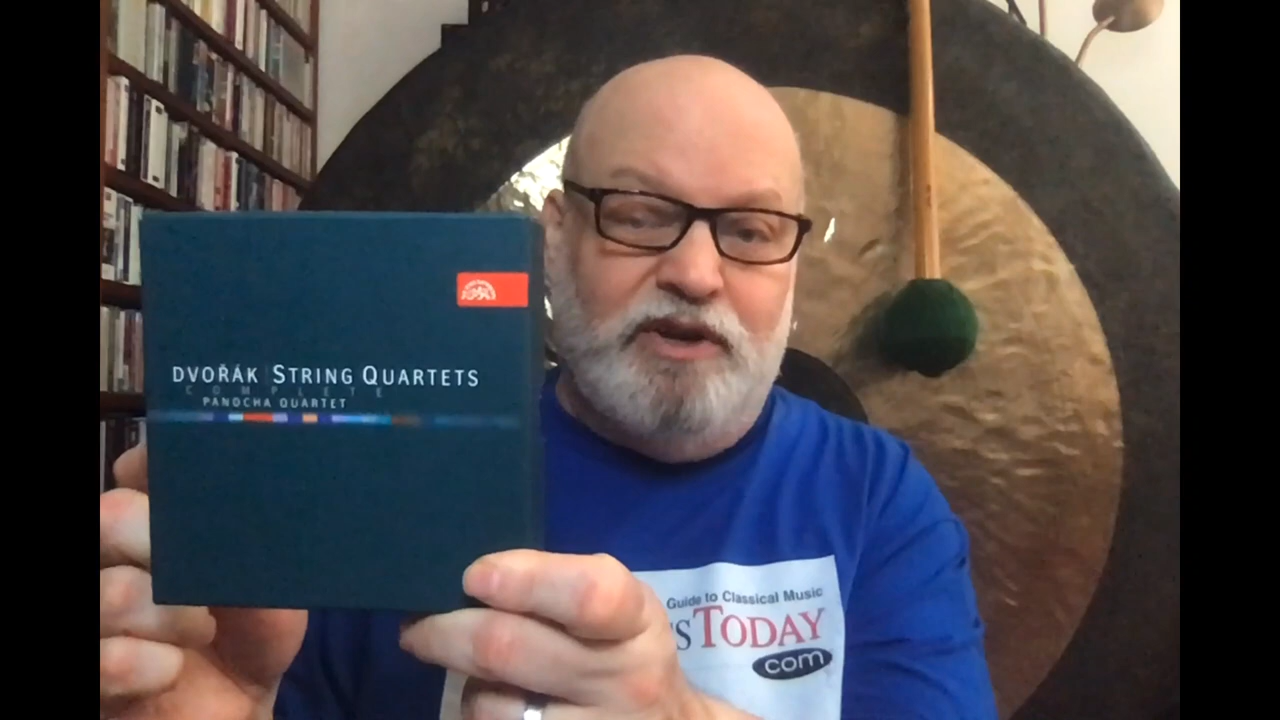 DVOŘÁK STRING QUARTETS
COMPLETE
PANOCHA QUARTET
Guide to Classical Music
STODAY
com